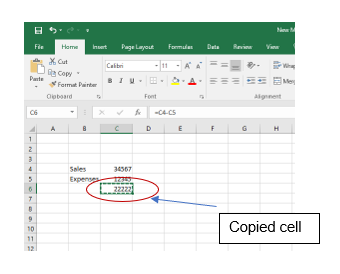 New M
File Home Insert Page Layout Formulas Data Review View
Cut
Copy
Format Painter
Paste
Calibri 11 A A
B I U A
Wrap
Merg
Clipboard Font Alignment
C6 =C4-C5
A B C D E F G H
1
2
3
4 Sales 34567
5 Expenses 12345
6 22222
7
8
9
10
11
12
Copied cell